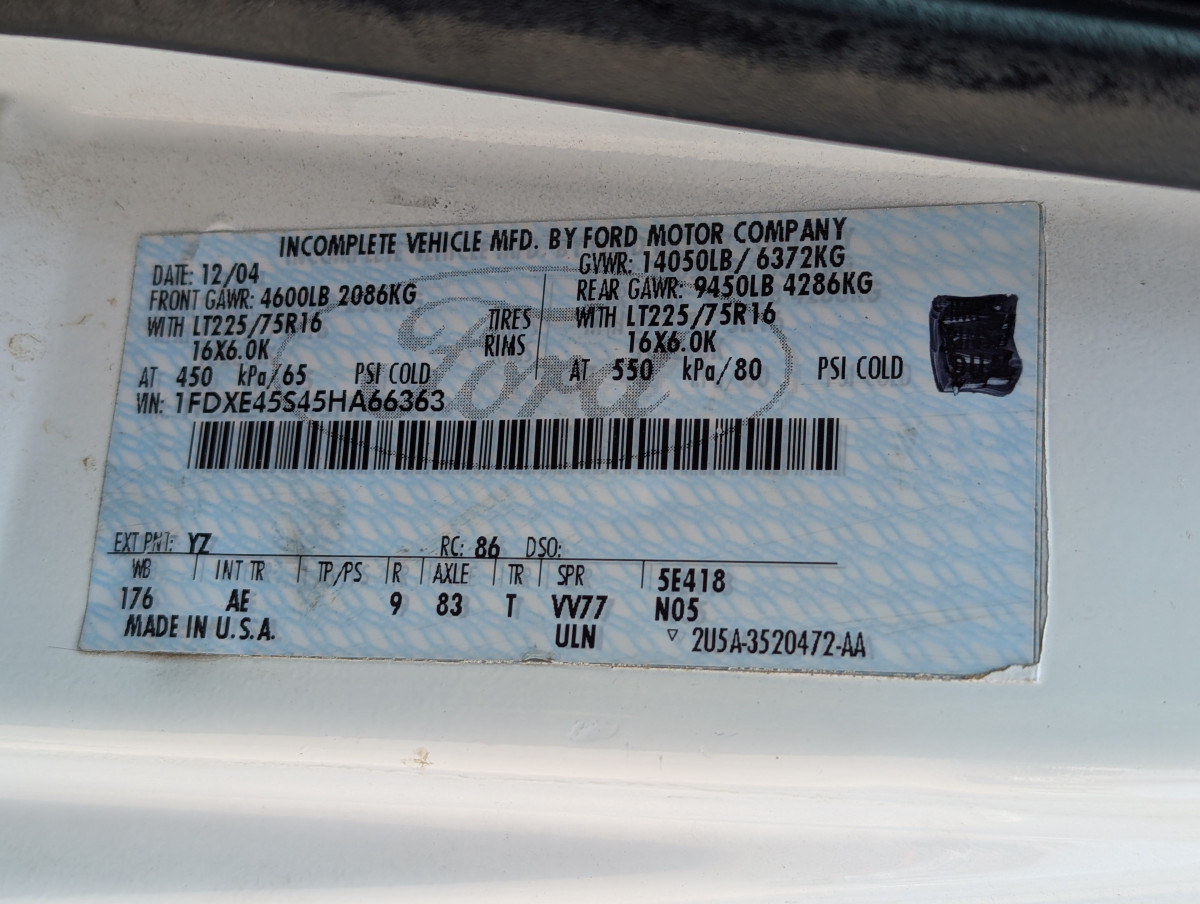 INCOMPLETE VEHICLE MFD. BY FORD MOTOR COMPANY
DATE: 12/04 GVWR: 14050LB/ 6372KG
FRONT GAWR: 4600LB 2086KG REAR GAWR: 9450LB 4286KG
WITH LT225/75R16 TIRES WITH LT225/75R16
16X6.0K RIMS 16X6.0K
AT 450 kPa/65 PSI COLD AT 550 kPa/80 PSI COLD
VIN: 1FDXE45S45HA66363
Ford
EXT PNT: YZ RC: 86 DSO:
WB INT TR TP/PS R AXLE TR SPR 5E418
176 AE 9 83 T VV77 N05
MADE IN U.S.A. ULN ▽ 2U5A-3520472-AA